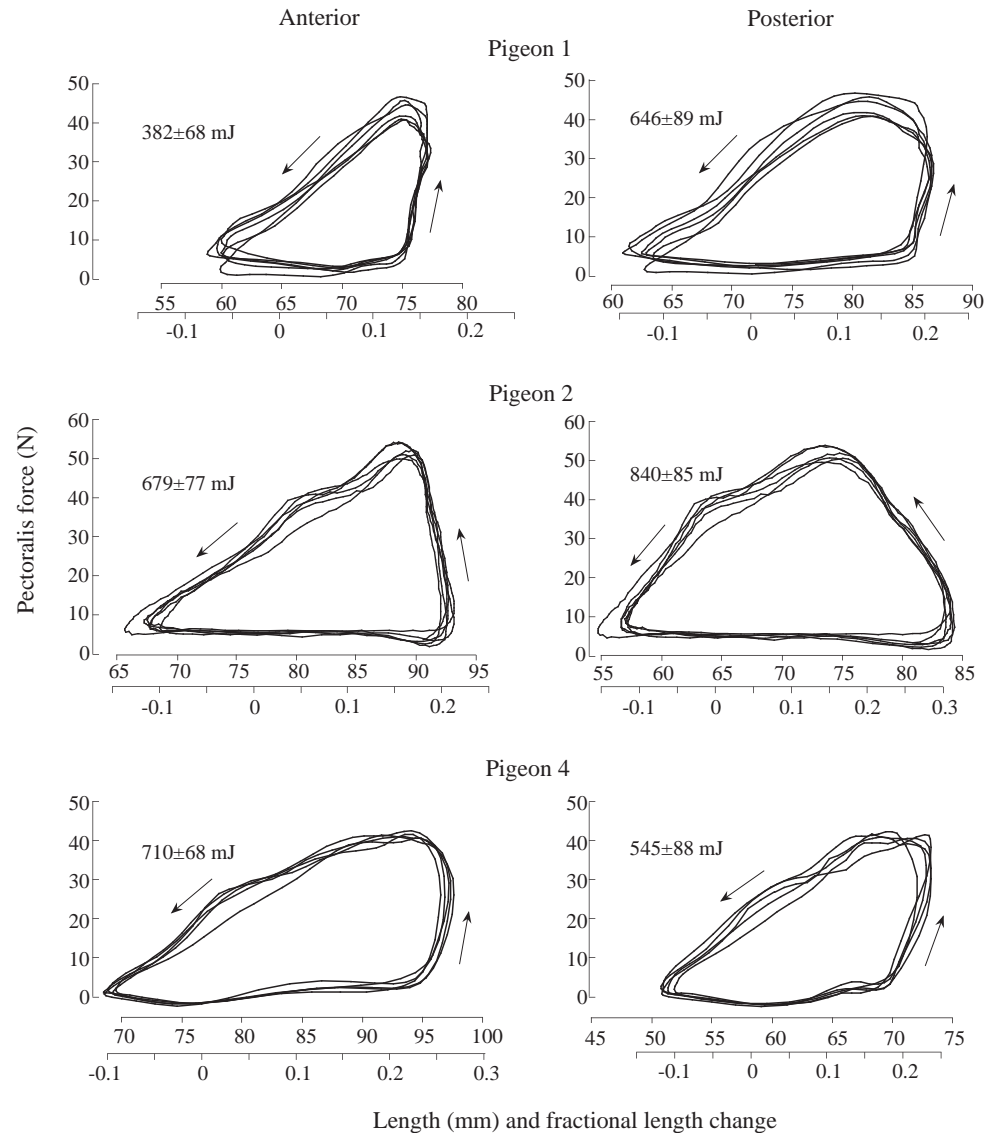 Anterior Posterior
Pigeon 1
50
40
30
20
10
0
382±68 mJ
55 60 65 70 75 80
-0.1 0 0.1 0.2
50
40
30
20
10
0
646±89 mJ
60 65 70 75 80 85 90
-0.1 0 0.1 0.2
Pigeon 2
Pectoralis force (N)
60
50
40
30
20
10
0
679±77 mJ
65 70 75 80 85 90 95
-0.1 0 0.1 0.2
60
50
40
30
20
10
0
840±85 mJ
55 60 65 70 75 80 85
-0.1 0 0.1 0.2 0.3
Pigeon 4
50
40
30
20
10
0
710±68 mJ
70 75 80 85 90 95 100
-0.1 0 0.1 0.2 0.3
50
40
30
20
10
0
545±88 mJ
45 50 55 60 65 70 75
-0.1 0 0.1 0.2
Length (mm) and fractional length change